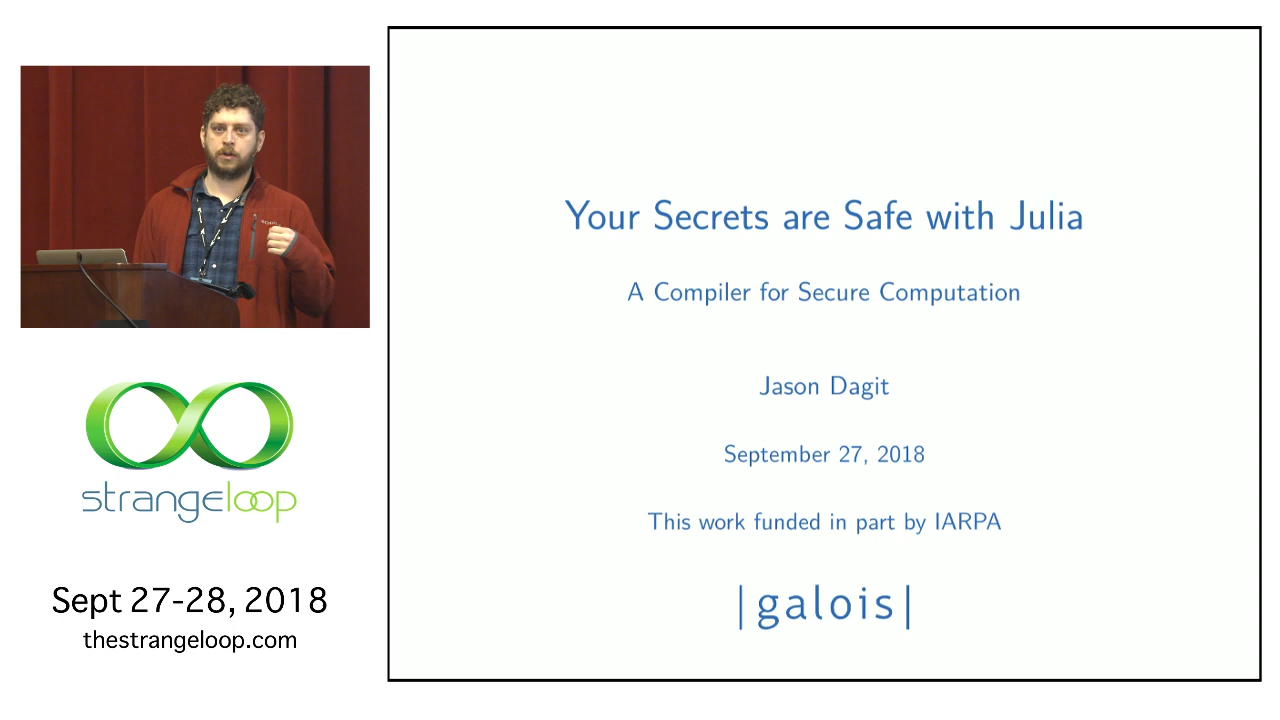 Your Secrets are Safe with Julia
A Compiler for Secure Computation
Jason Dagit
September 27, 2018
This work funded in part by IARPA
|galois|
strangeloop
Sept 27-28, 2018
thestrangeloop.com